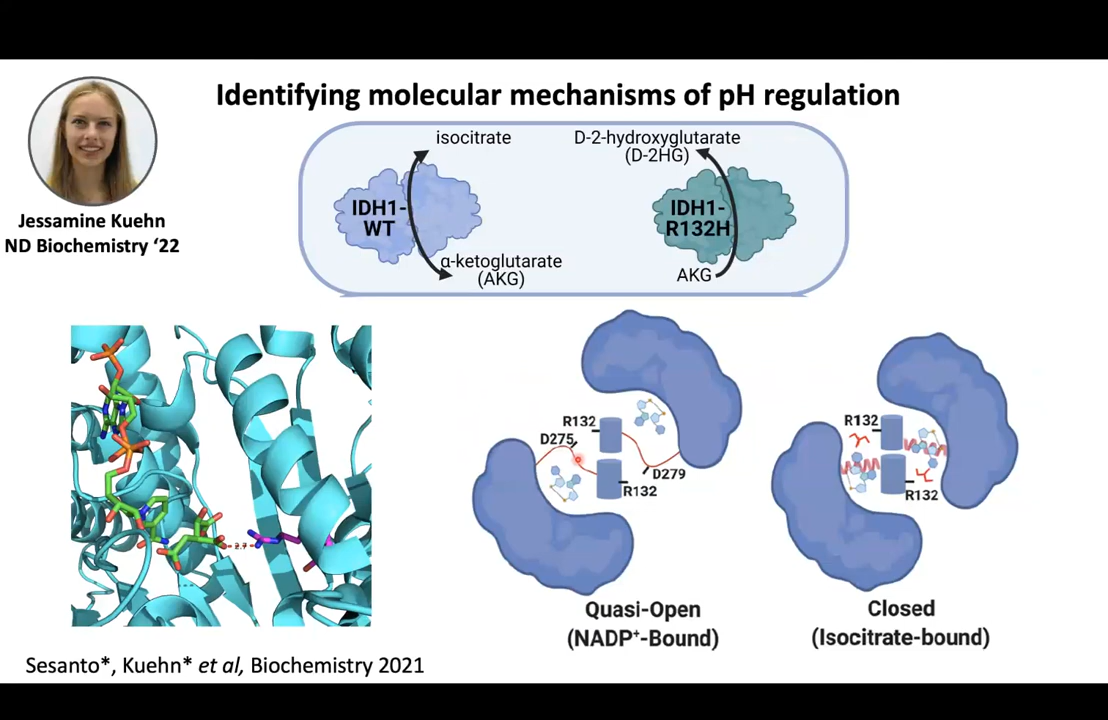 Identifying molecular mechanisms of pH regulation
Jessamine Kuehn
ND Biochemistry ‘22
isocitrate
IDH1-
WT
α-ketoglutarate
(AKG)
D-2-hydroxyglutarate
(D-2HG)
IDH1-
R132H
AKG
2.7
R132
D275
D279
R132
Quasi-Open
(NADP⁺-Bound)
R132
R132
Closed
(Isocitrate-bound)
Sesanto*, Kuehn* et al, Biochemistry 2021